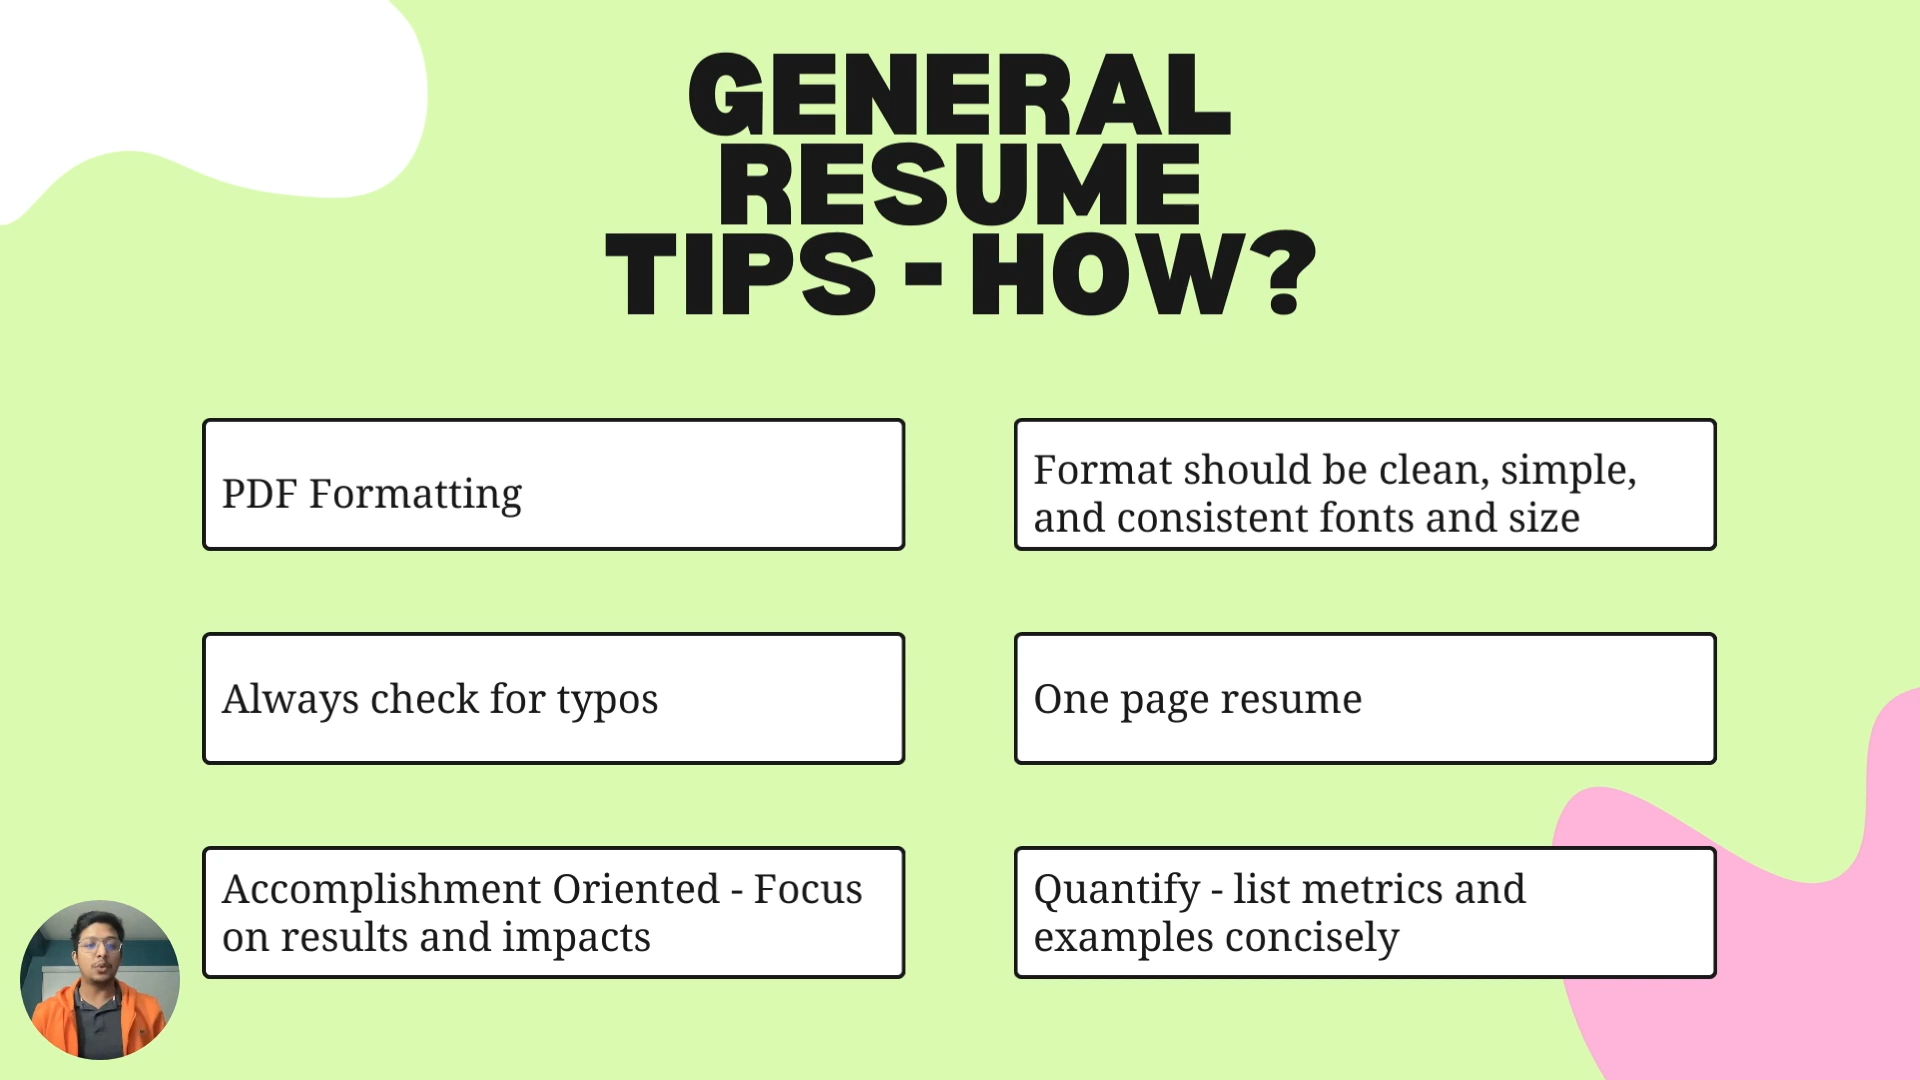 GENERAL
RESUME
TIPS - HOW?
PDF Formatting
Format should be clean, simple,
and consistent fonts and size
Always check for typos
One page resume
Accomplishment Oriented - Focus
on results and impacts
Quantify - list metrics and
examples concisely